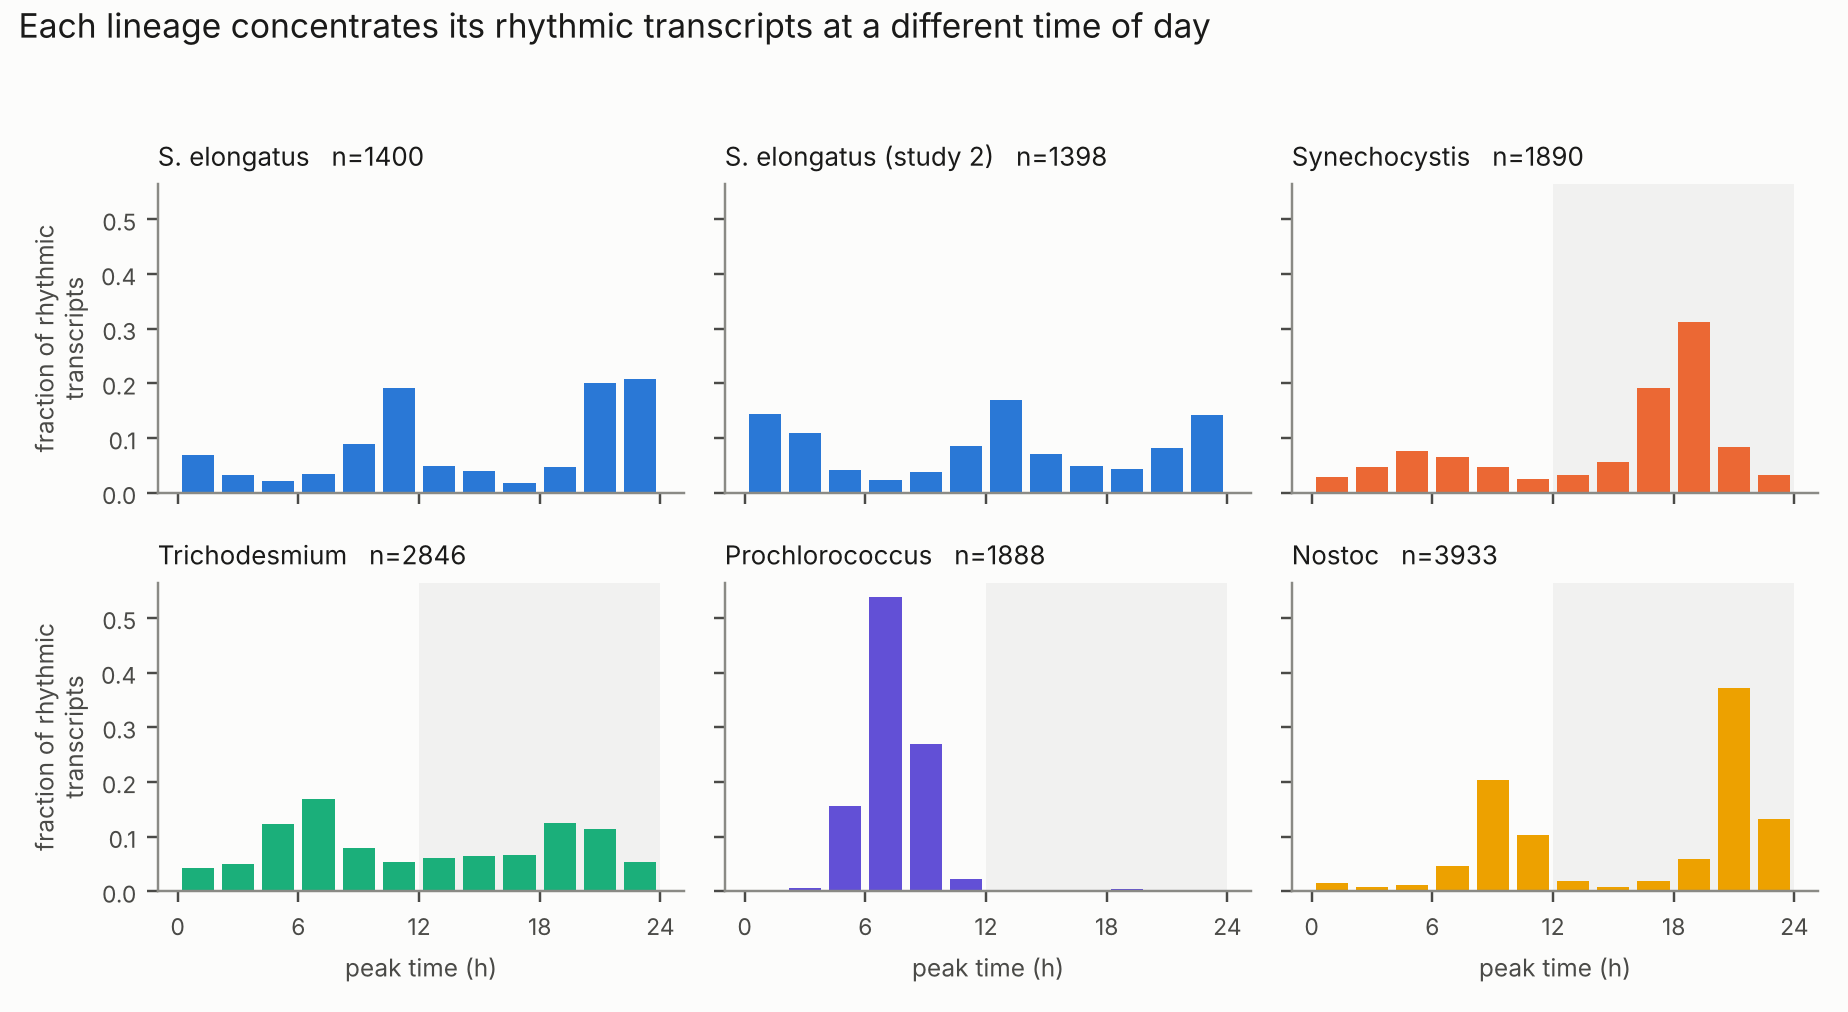 Each lineage concentrates its rhythmic transcripts at a different time of day
S. elongatus n=1400
S. elongatus (study 2) n=1398
Synechocystis n=1890
fraction of rhythmic
transcripts
0.5
0.4
0.3
0.2
0.1
0.0
Trichodesmium n=2846
Prochlorococcus n=1888
Nostoc n=3933
fraction of rhythmic
transcripts
0.5
0.4
0.3
0.2
0.1
0.0
0 6 12 18 24
0 6 12 18 24
0 6 12 18 24
peak time (h)
peak time (h)
peak time (h)